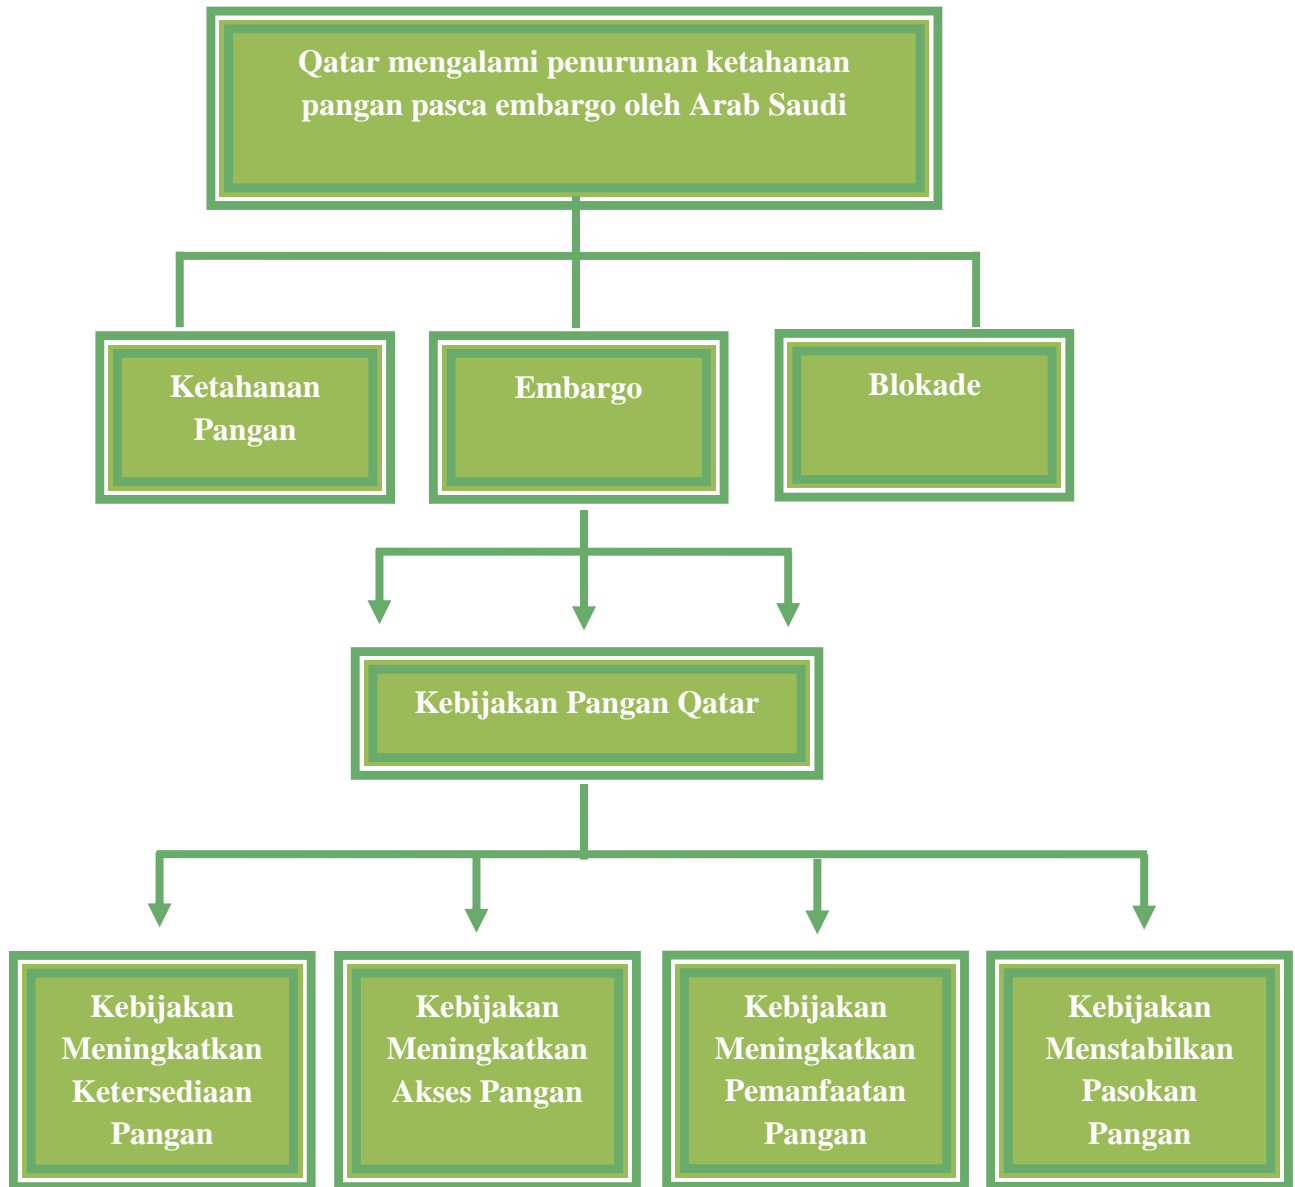 Qatar mengalami penurunan ketahanan
pangan pasca embargo oleh Arab Saudi
Ketahanan
Pangan
Embargo
Blokade
Kebijakan Pangan Qatar
Kebijakan
Meningkatkan
Ketersediaan
Pangan
Kebijakan
Meningkatkan
Akses Pangan
Kebijakan
Meningkatkan
Pemanfaatan
Pangan
Kebijakan
Menstabilkan
Pasokan
Pangan